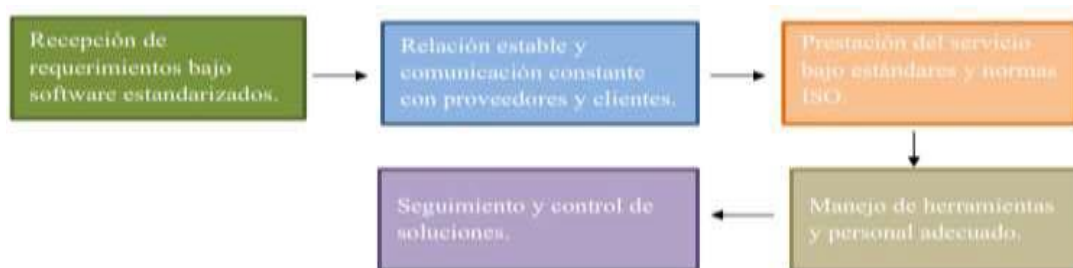 Recepción de
requerimientos bajo
software estandarizados.
Relación estable y
comunicación constante
con proveedores y clientes.
Prestación del servicio
bajo estándares y normas
ISO.
Manejo de herramientas
y personal adecuado.
Seguimiento y control de
soluciones.